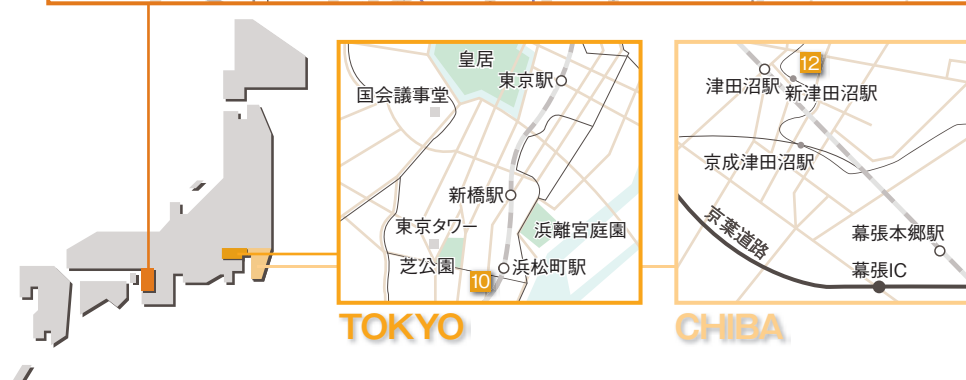 皇居
東京駅
国会議事堂
新橋駅
東京タワー
浜離宮庭園
芝公園
浜松町駅
10
TOKYO
12
津田沼駅
新津田沼駅
京成津田沼駅
京葉道路
幕張本郷駅
幕張IC
CHIBA